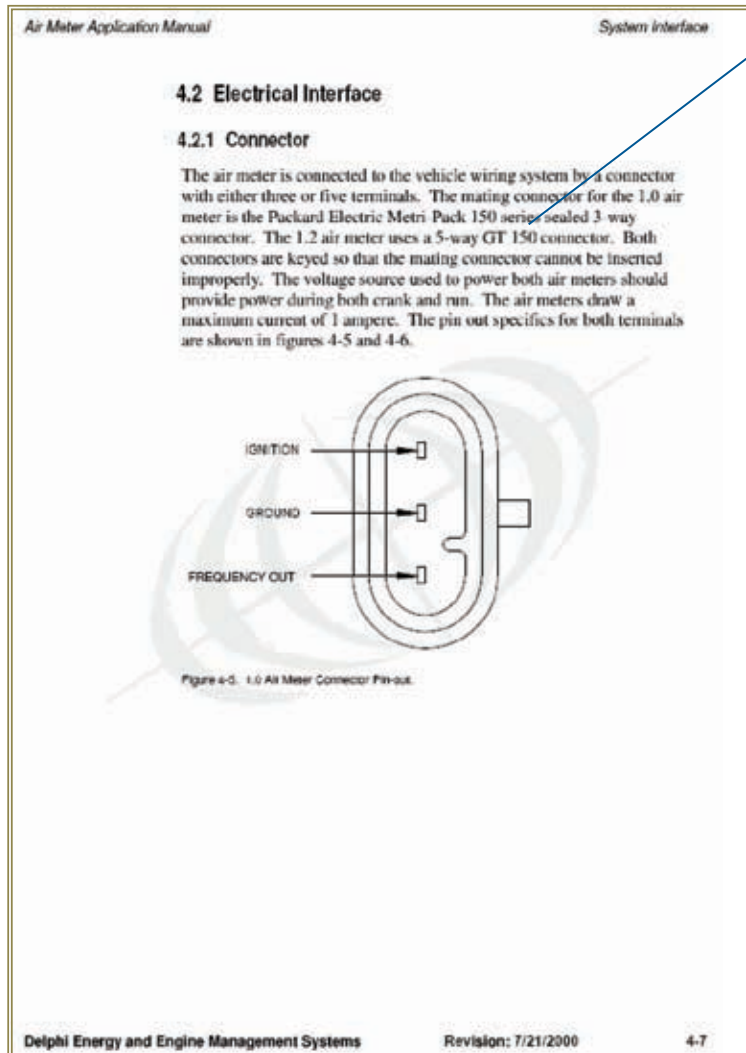 Air Meter Application Manual
System Interface
4.2 Electrical Interface
4.2.1 Connector
The air meter is connected to the vehicle wiring system by a connector
with either three or five terminals. The mating connector for the 1.0 air
meter is the Packard Electric Metri Pack 150 series sealed 3-way
connector. The 1.2 air meter uses a 5-way GT 150 connector. Both
connectors are keyed so that the mating connector cannot be inserted
improperly. The voltage source used to power both air meters should
provide power during both crank and run. The air meters draw a
maximum current of 1 ampere. The pin out specifics for both terminals
are shown in figures 4-5 and 4-6.
IGNITION
GROUND
FREQUENCY OUT
Figure 4-5. 1.0 Air Meter Connector Pin-out.
Delphi Energy and Engine Management Systems
Revision: 7/21/2000
4-7